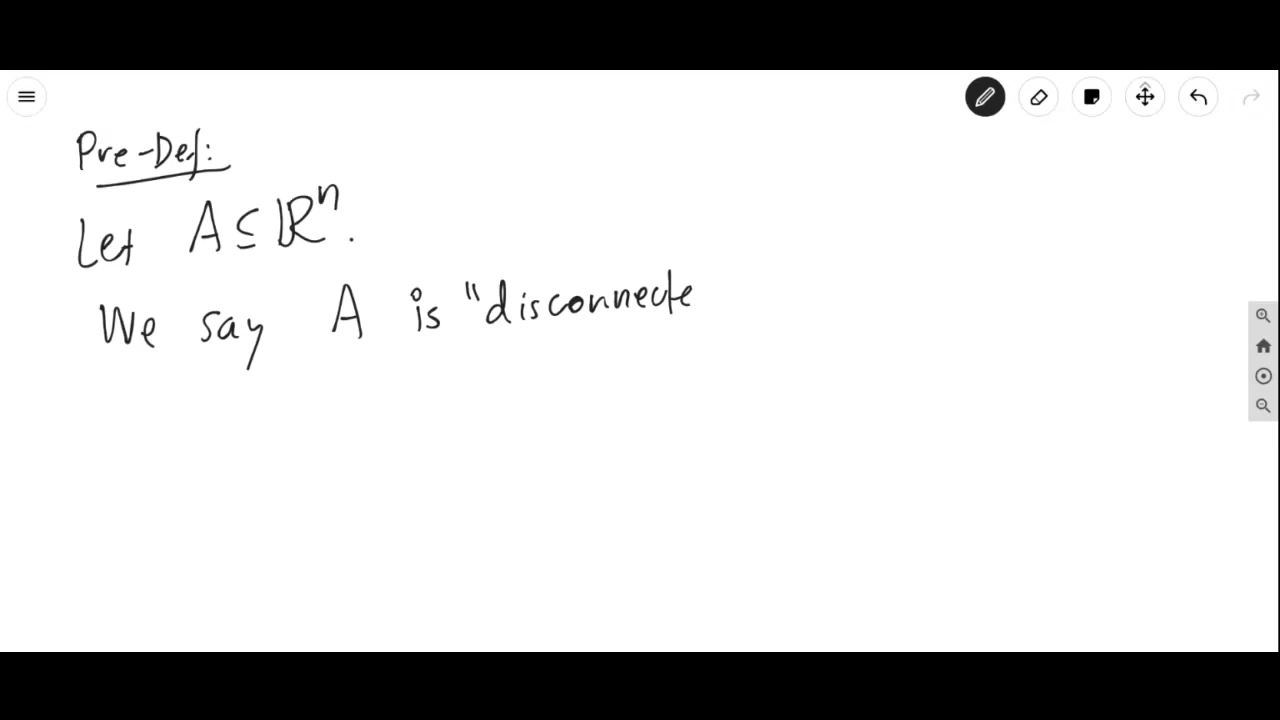 Pre-Def:
Let A ⊆ ℝⁿ.
We say A is "disconnecte